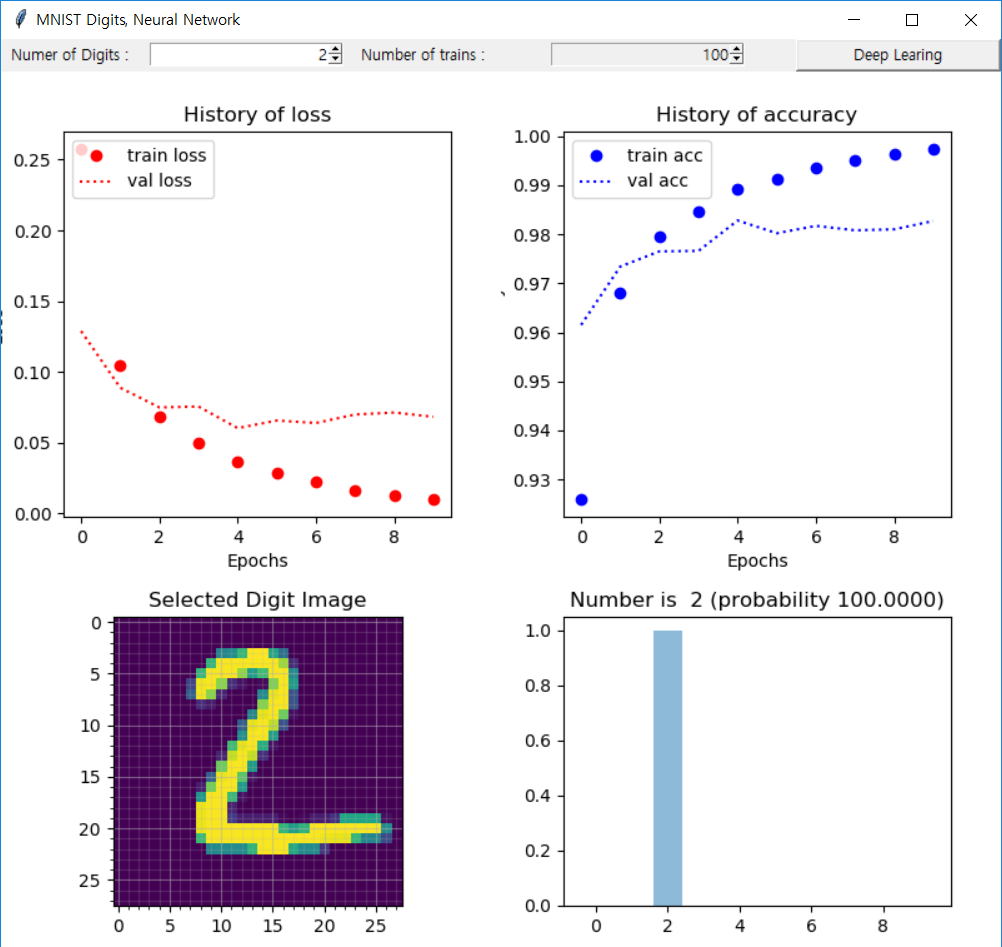 MNIST Digits, Neural Network
Numer of Digits : 2 Number of trains : 100 Deep Learing
History of loss
train loss
val loss
0.25
0.20
0.15
0.10
0.05
0.00
0 2 4 6 8
Epochs
History of accuracy
train acc
val acc
1.00
0.99
0.98
0.97
0.96
0.95
0.94
0.93
0 2 4 6 8
Epochs
Selected Digit Image
0
5
10
15
20
25
0 5 10 15 20 25
Number is 2 (probability 100.0000)
1.0
0.8
0.6
0.4
0.2
0.0
0 2 4 6 8